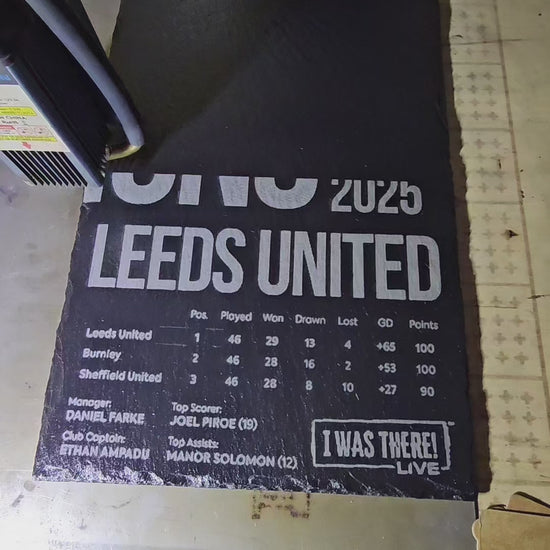 2025
LEEDS UNITED
Pos. Played Won Drawn Lost GD Points
Leeds United 1 46 29 13 4 +65 100
Burnley 2 46 28 16 2 +53 100
Sheffield United 3 46 28 8 10 +27 90
Manager:
DANIEL FARKE
Top Scorer:
JOEL PIROE (19)
Club Captain:
ETHAN AMPADU
Top Assists:
MANOR SOLOMON (12)
I WAS THERE!
LIVE